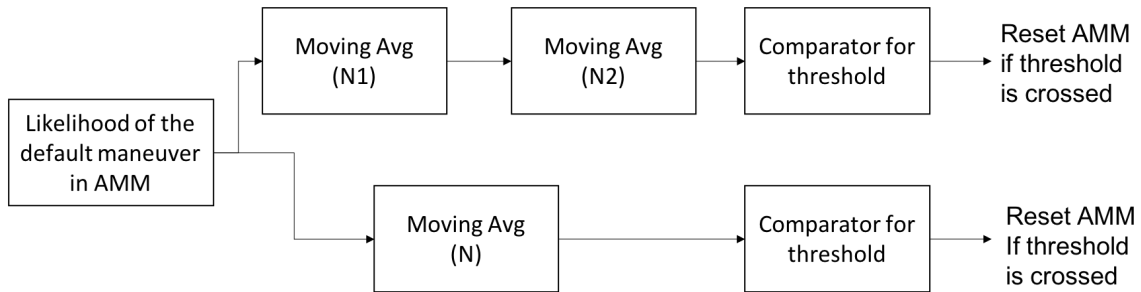 Likelihood of the
default maneuver
in AMM
Moving Avg
(N1)
Moving Avg
(N2)
Comparator for
threshold
Reset AMM
if threshold
is crossed
Moving Avg
(N)
Comparator for
threshold
Reset AMM
If threshold
is crossed